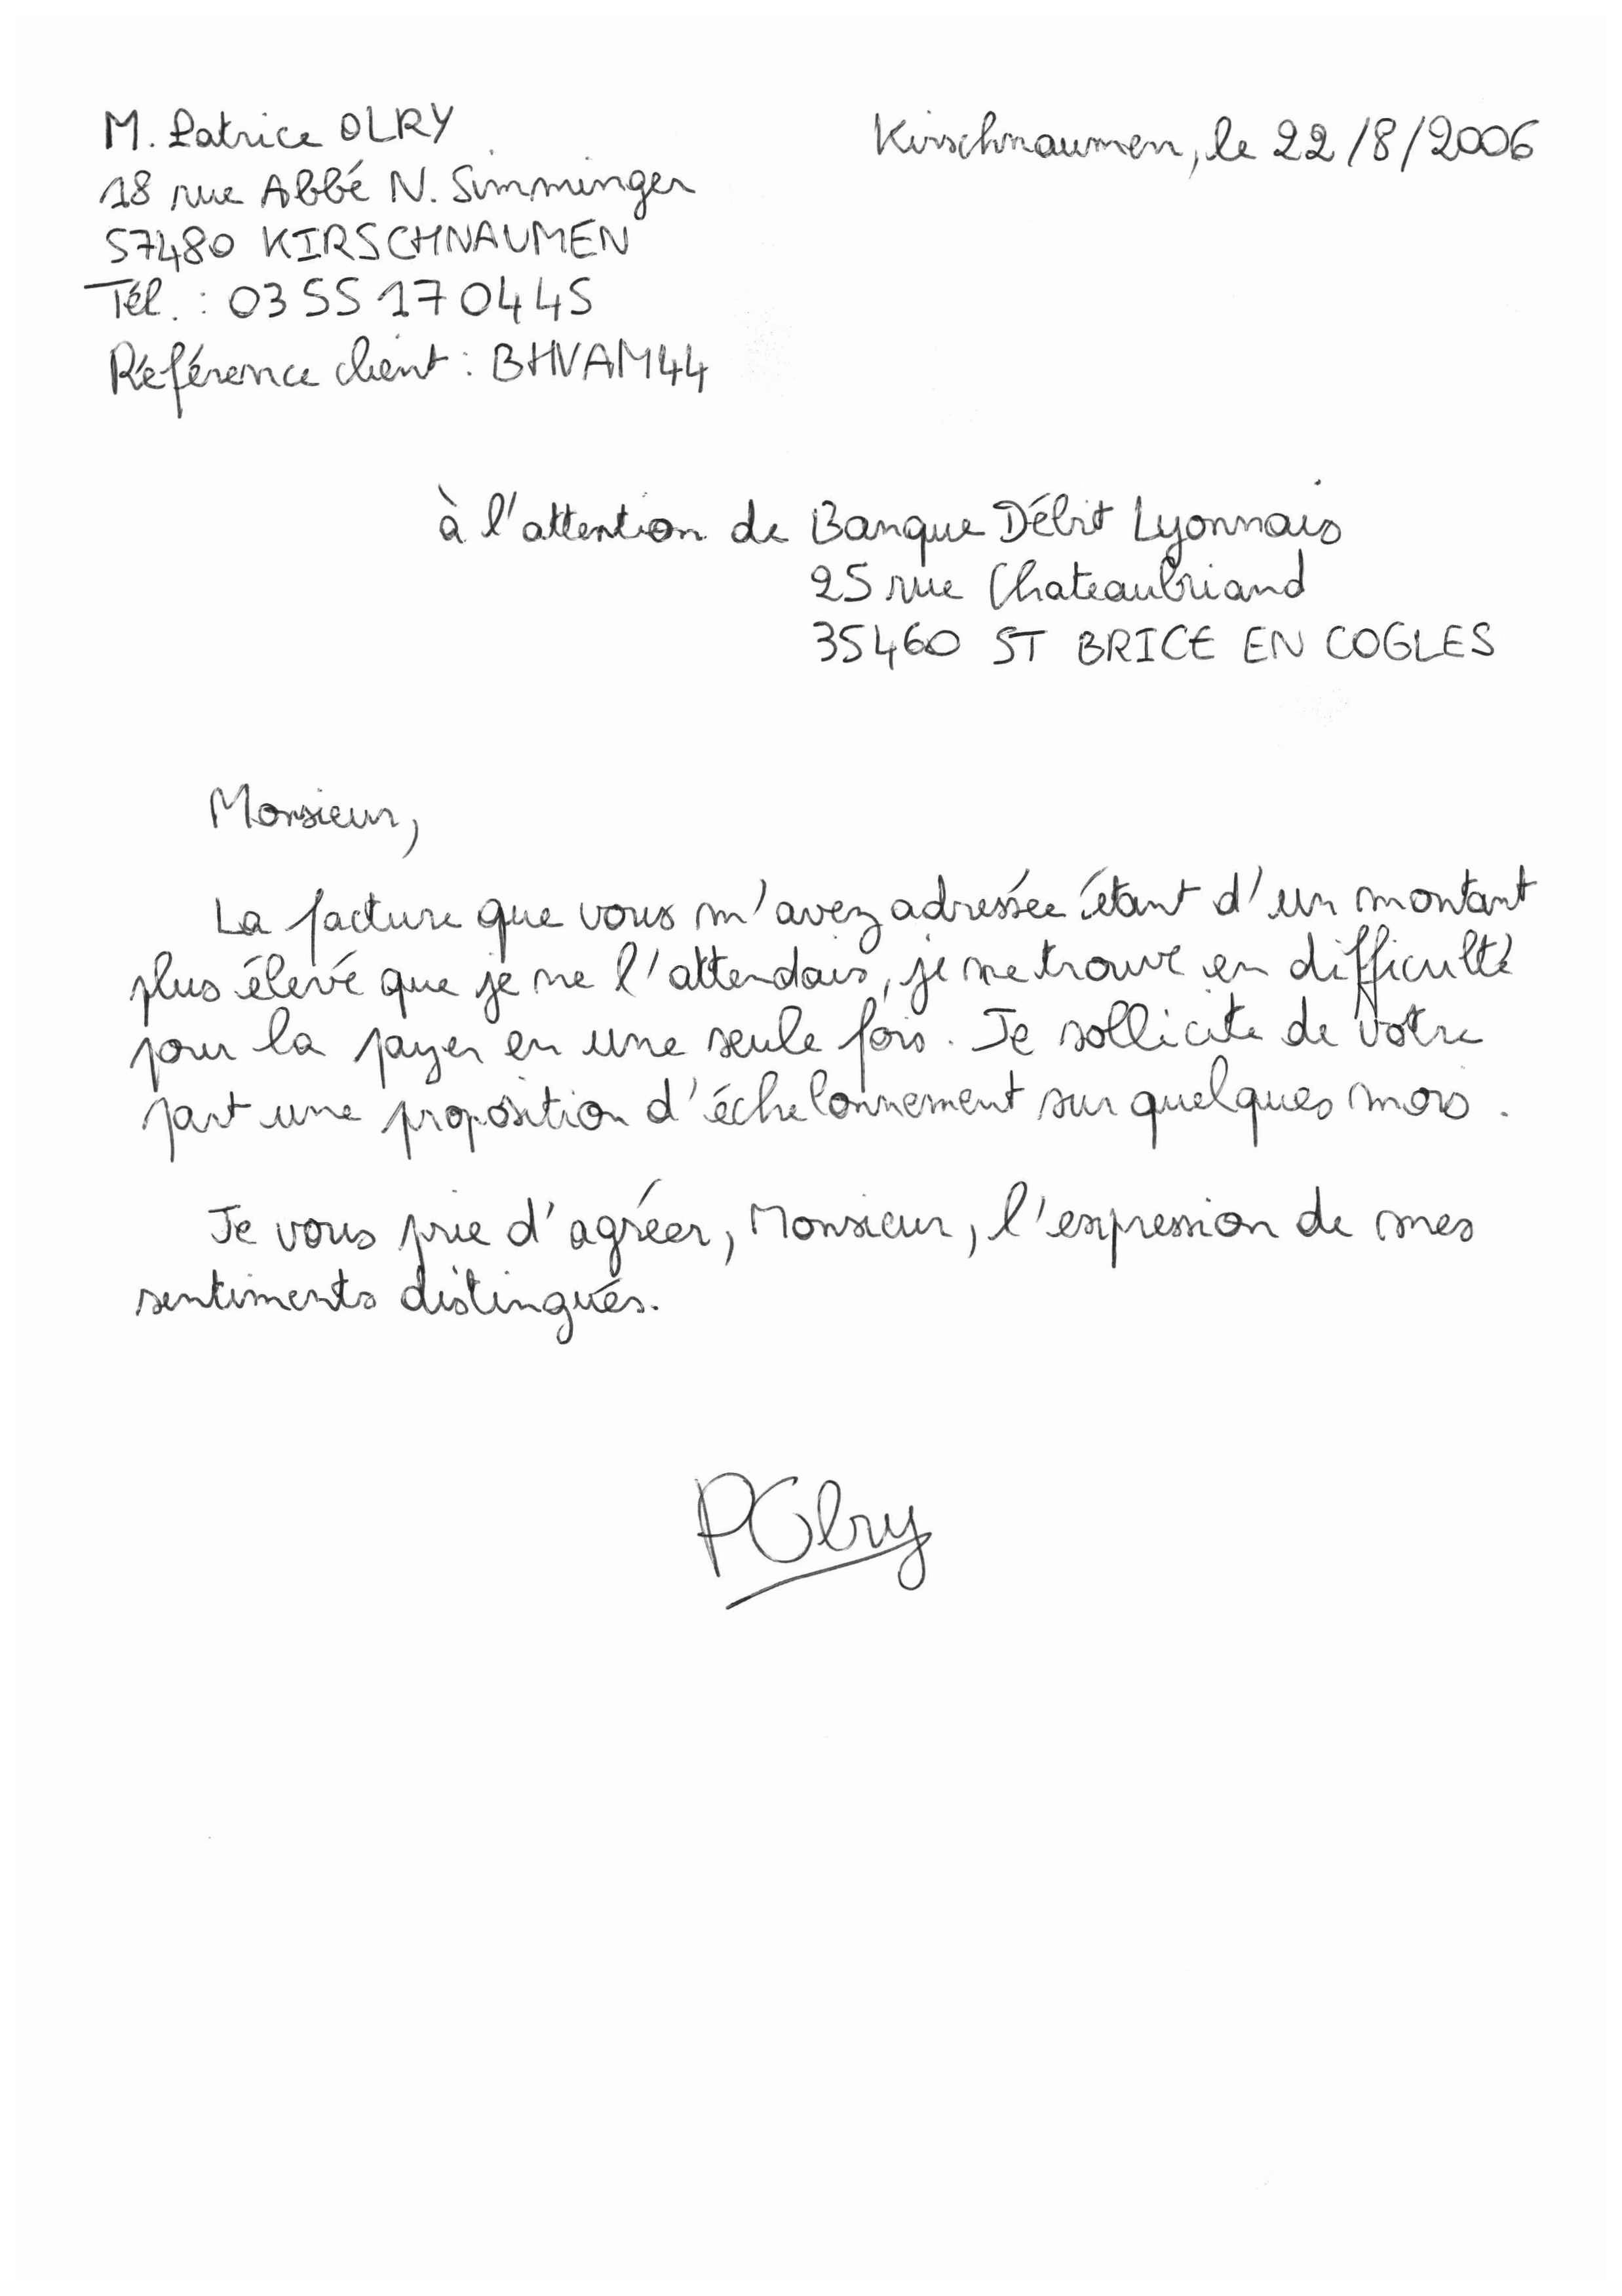 M. Patrice OLRY
Kirschnaumen, le 22/8/2006
18 rue Abbé N. Simminger
57480 KIRSCHNAUMEN
Tél. : 03 55 17 04 45
Référence client : BHVAM44
à l'attention de Banque Débit Lyonnais
25 rue Chateaubriand
35460 ST BRICE EN COGLES
Monsieur,
La facture que vous m'avez adressée étant d'un montant
plus élevé que je ne l'attendais, je me trouve en difficulté
pour la payer en une seule fois. Je sollicite de votre
part une proposition d'échelonnement sur quelques mois.
Je vous prie d'agréer, Monsieur, l'expression de mes
sentiments distingués.
POlry